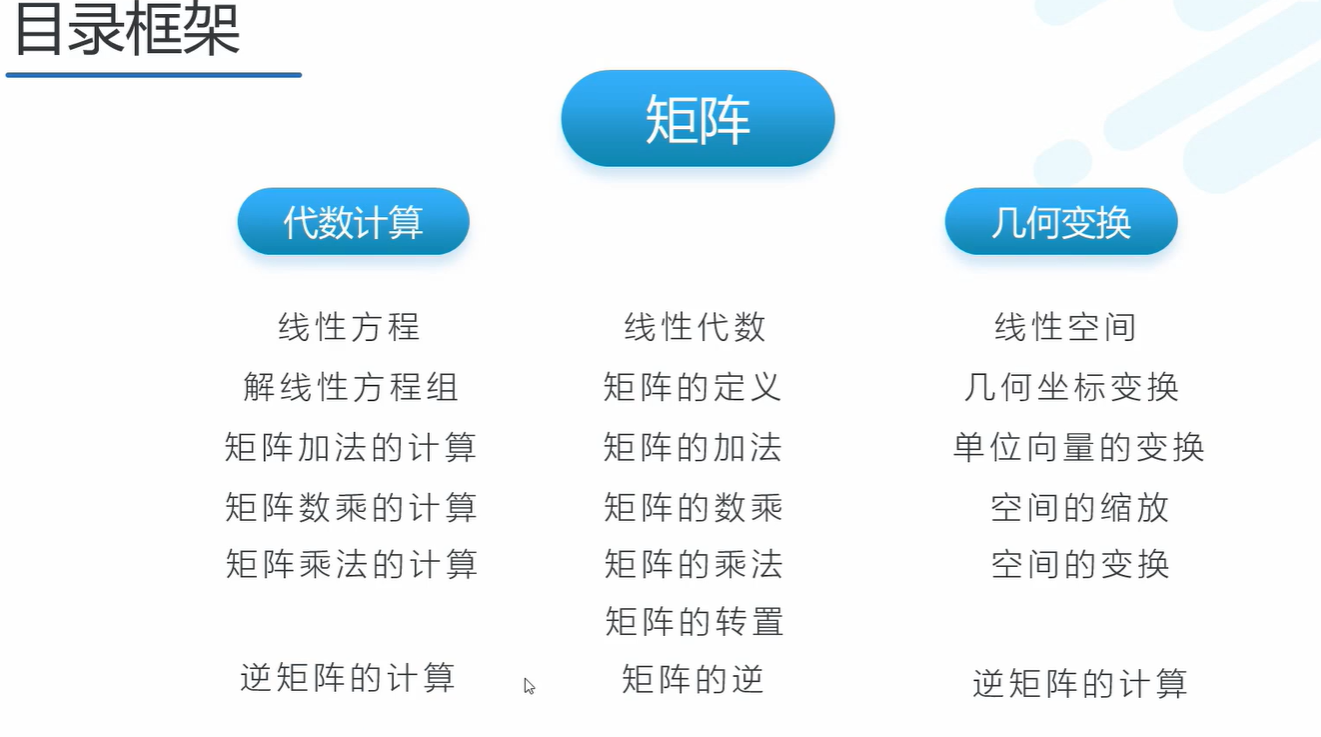 目录框架
矩阵
代数计算
几何变换
线性方程 线性代数 线性空间
解线性方程组 矩阵的定义 几何坐标变换
矩阵加法的计算 矩阵的加法 单位向量的变换
矩阵数乘的计算 矩阵的数乘 空间的缩放
矩阵乘法的计算 矩阵的乘法 空间的变换
矩阵的转置
逆矩阵的计算 矩阵的逆 逆矩阵的计算